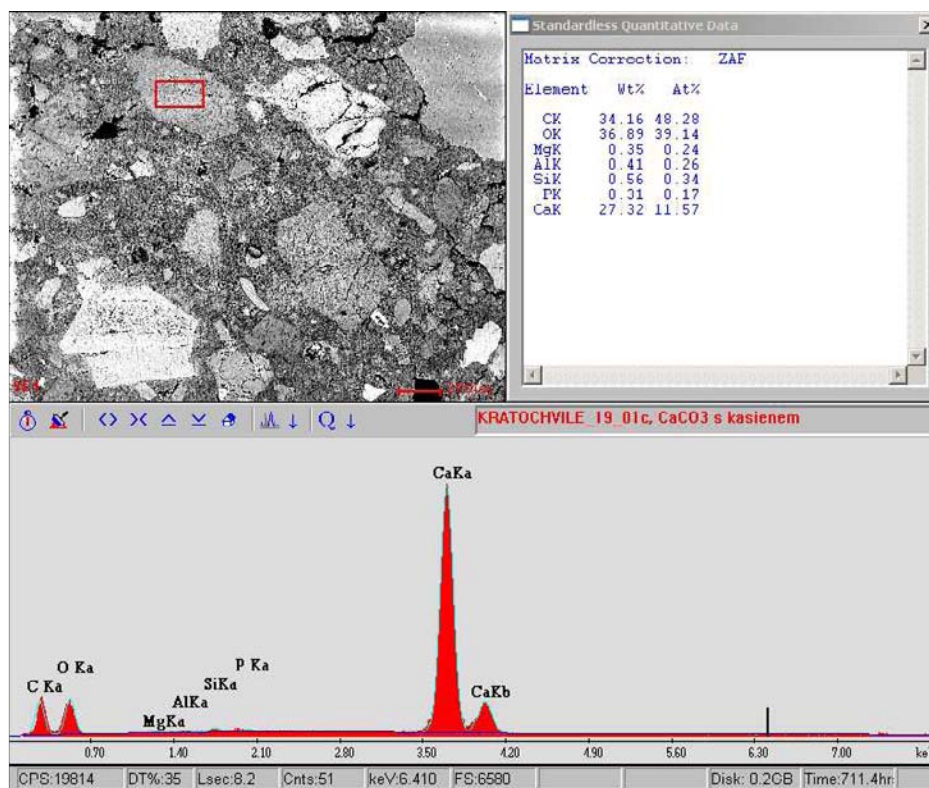 Standardless Quantitative Data
Matrix Correction: ZAF
Element Wt% At%
CK 34.16 48.28
OK 36.89 39.14
MgK 0.35 0.24
AlK 0.41 0.26
SiK 0.56 0.34
PK 0.31 0.17
CaK 27.32 11.57
KRATOCHVILE_19_01c, CaCO3 s kasienem
CaKa
P Ka
O Ka
SiKa
C Ka
AlKa
CaKb
MgKa
0.70 1.40 2.10 2.80 3.50 4.20 4.90 5.60 6.30 7.00 ke
CPS:19814 DT%:35 Lsec:8.2 Cnts:51 keV:6.410 FS:6580 Disk: 0.2GB Time:711.4hr: